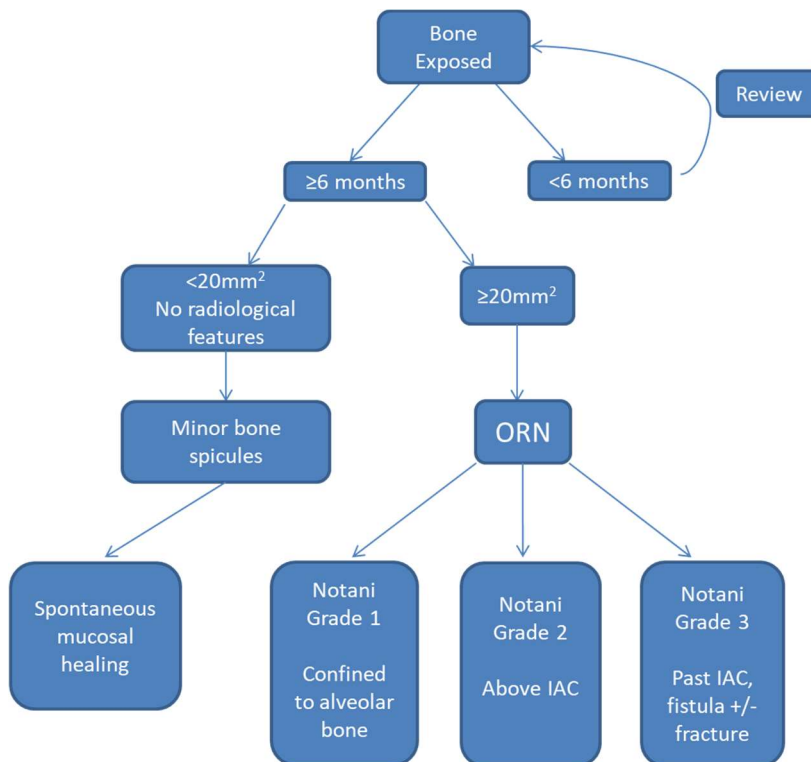 Bone
Exposed
Review
≥6 months
<6 months
<20mm²
No radiological
features
≥20mm²
Minor bone
spicules
ORN
Spontaneous
mucosal
healing
Notani
Grade 1
Confined
to alveolar
bone
Notani
Grade 2
Above IAC
Notani
Grade 3
Past IAC,
fistula +/-
fracture